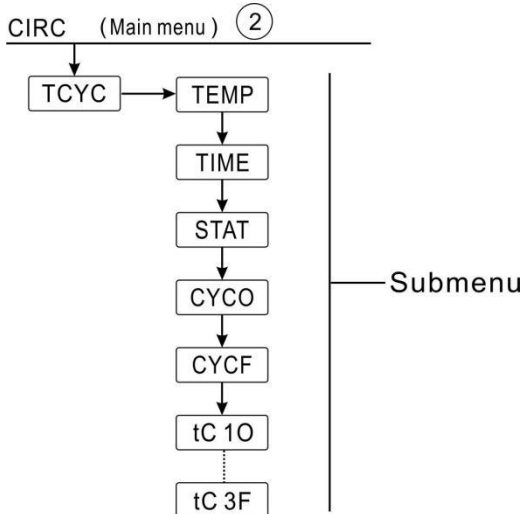 CIRC (Main menu) 2
TCYC TEMP
TIME
STAT
Submenu
CYCO
CYCF
tC 1O
tC 3F